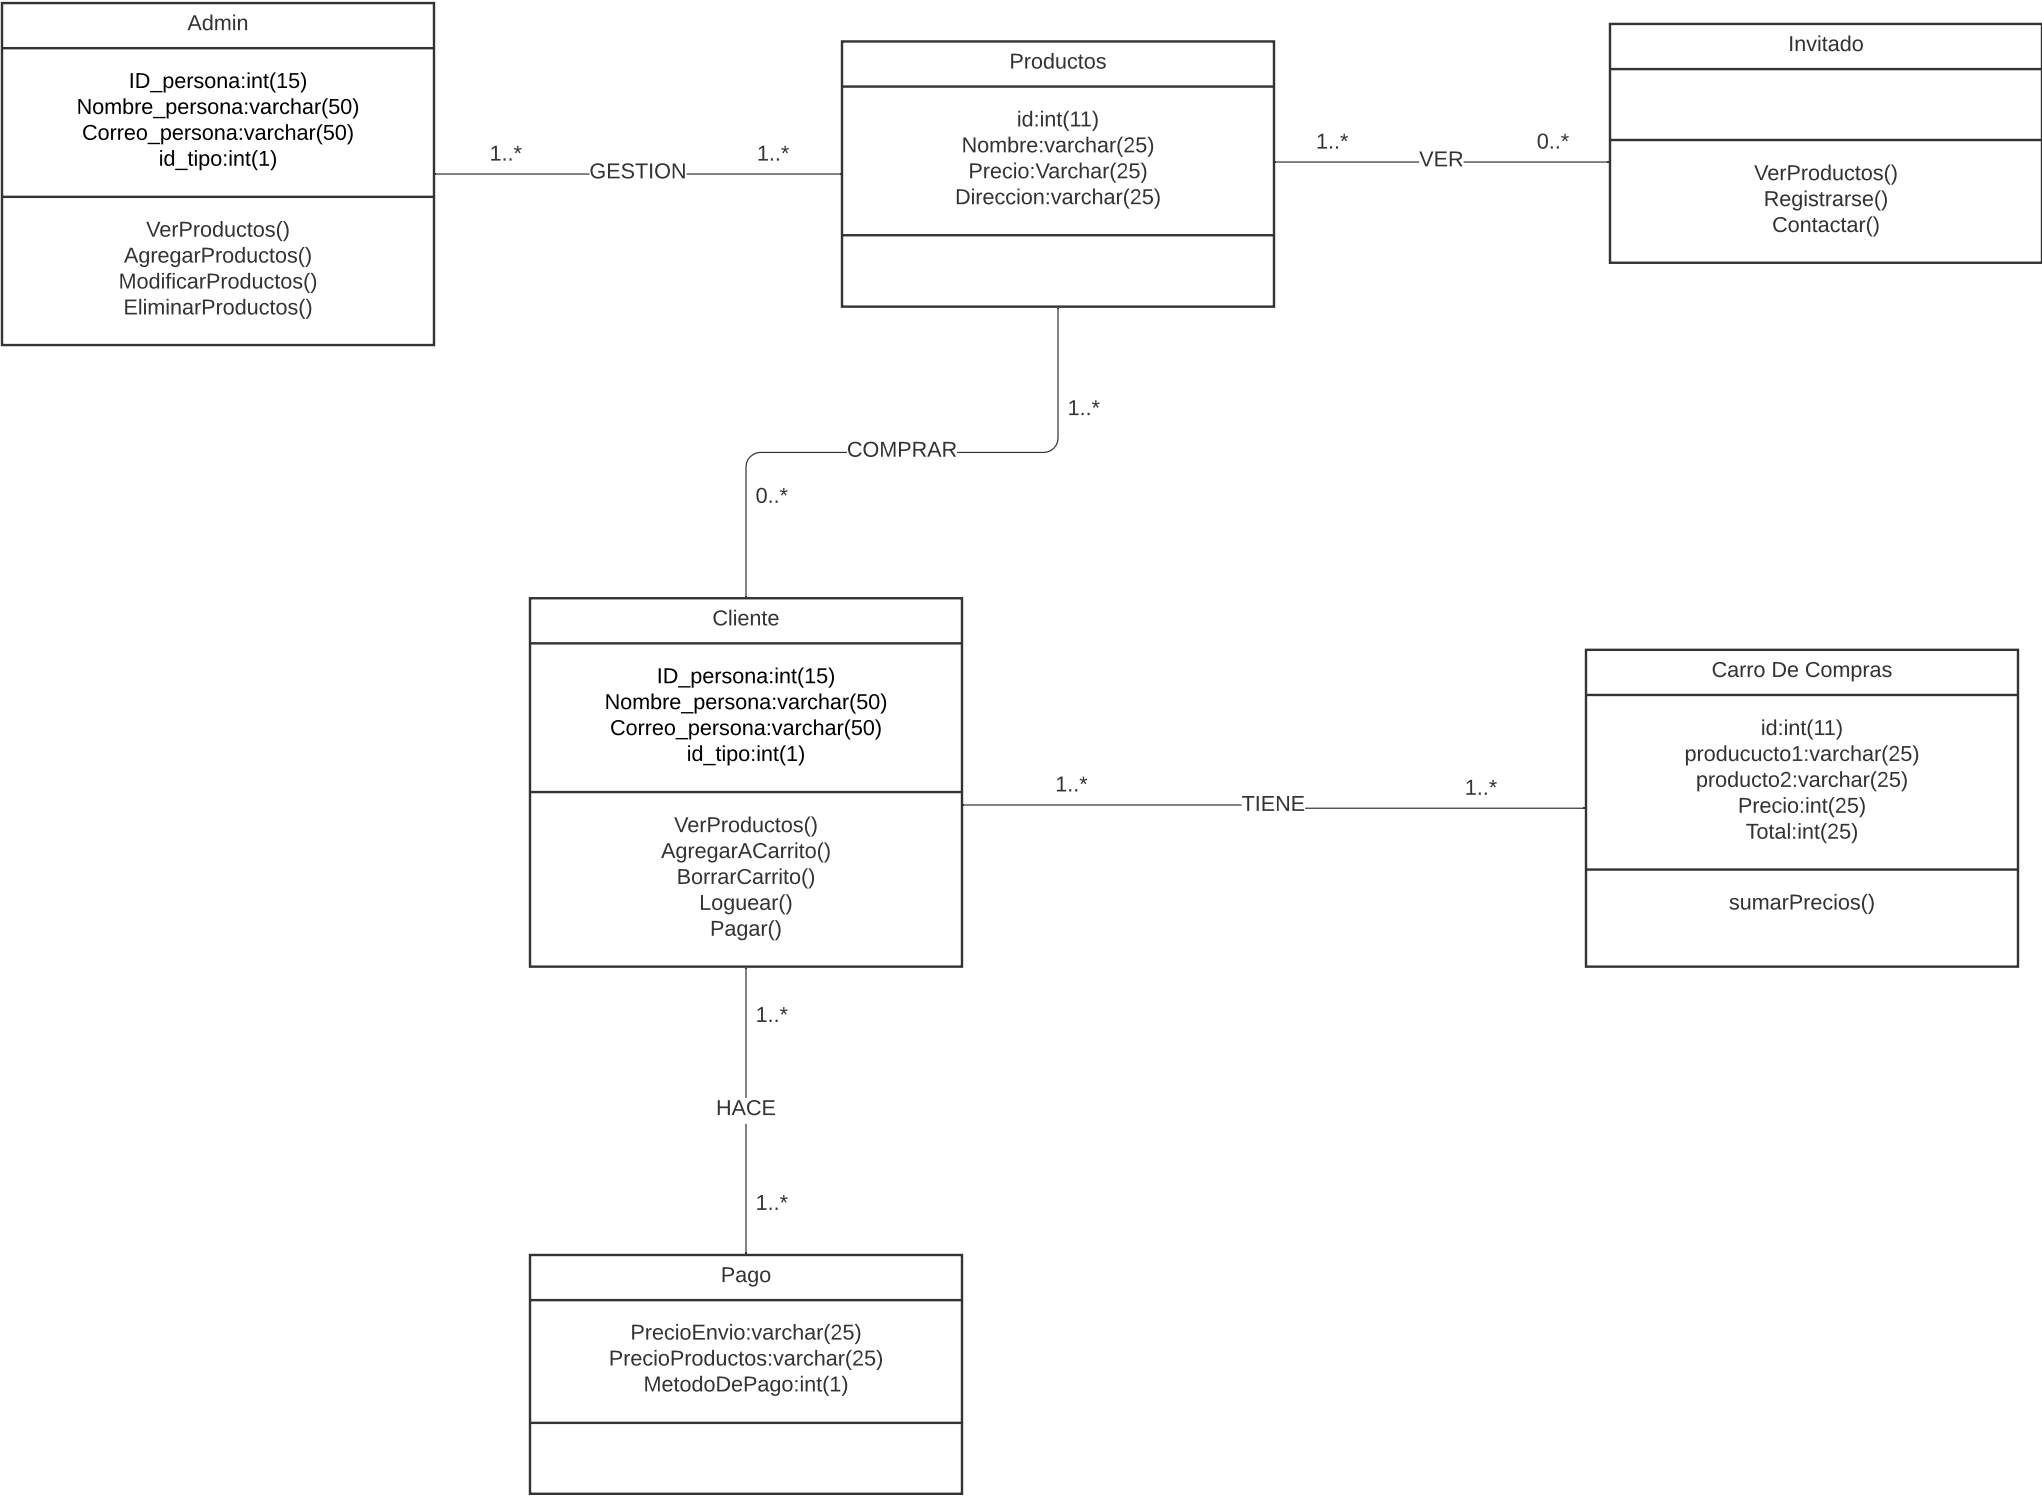 Admin
ID_persona:int(15)
Nombre_persona:varchar(50)
Correo_persona:varchar(50)
id_tipo:int(1)
VerProductos()
AgregarProductos()
ModificarProductos()
EliminarProductos()
1..*
GESTION
1..*
Productos
id:int(11)
Nombre:varchar(25)
Precio:Varchar(25)
Direccion:varchar(25)
1..*
VER
0..*
Invitado
VerProductos()
Registrarse()
Contactar()
1..*
COMPRAR
0..*
Cliente
ID_persona:int(15)
Nombre_persona:varchar(50)
Correo_persona:varchar(50)
id_tipo:int(1)
VerProductos()
AgregarACarrito()
BorrarCarrito()
Loguear()
Pagar()
1..*
TIENE
1..*
Carro De Compras
id:int(11)
producucto1:varchar(25)
producto2:varchar(25)
Precio:int(25)
Total:int(25)
sumarPrecios()
1..*
HACE
1..*
Pago
PrecioEnvio:varchar(25)
PrecioProductos:varchar(25)
MetodoDePago:int(1)